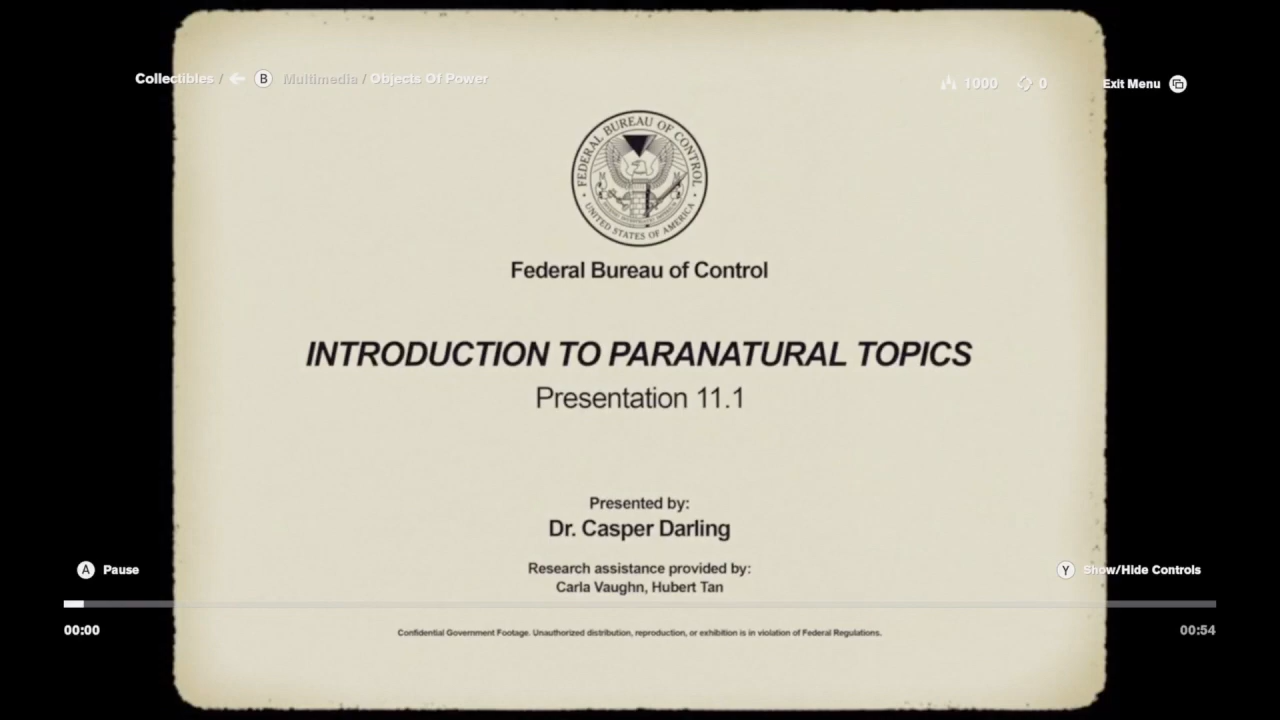 Collectibles / B Multimedia / Objects Of Power
1000 0 Exit Menu
FEDERAL BUREAU OF CONTROL
UNITED STATES OF AMERICA
Federal Bureau of Control
INTRODUCTION TO PARANATURAL TOPICS
Presentation 11.1
Presented by:
Dr. Casper Darling
Research assistance provided by:
Carla Vaughn, Hubert Tan
A Pause
Y Show/Hide Controls
00:00
00:54
Confidential Government Footage. Unauthorized distribution, reproduction, or exhibition is in violation of Federal Regulations.